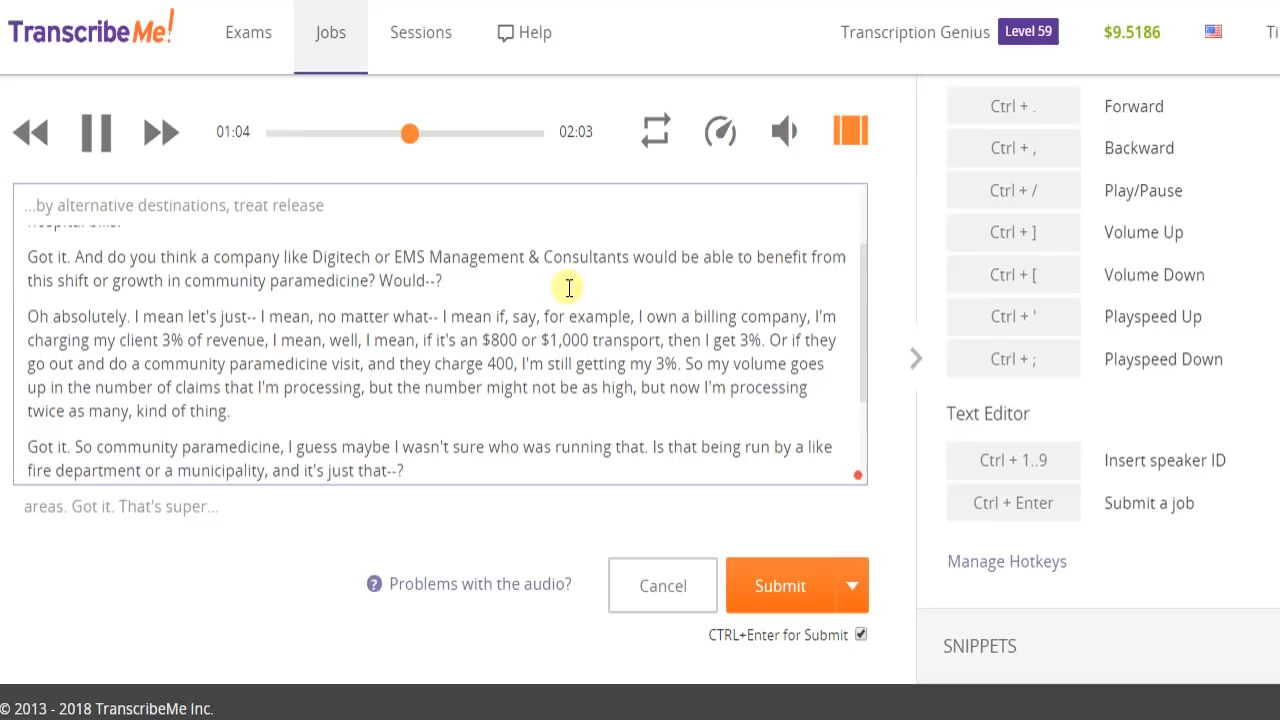 TranscribeMe!
Exams
Jobs
Sessions
Help
Transcription Genius
Level 59
$9.5186
Ti
01:04
02:03
...by alternative destinations, treat release
hospital bills.
Got it. And do you think a company like Digitech or EMS Management & Consultants would be able to benefit from
this shift or growth in community paramedicine? Would--?
Oh absolutely. I mean let's just-- I mean, no matter what-- I mean if, say, for example, I own a billing company, I'm
charging my client 3% of revenue, I mean, well, I mean, if it's an $800 or $1,000 transport, then I get 3%. Or if they
go out and do a community paramedicine visit, and they charge 400, I'm still getting my 3%. So my volume goes
up in the number of claims that I'm processing, but the number might not be as high, but now I'm processing
twice as many, kind of thing.
Got it. So community paramedicine, I guess maybe I wasn't sure who was running that. Is that being run by a like
fire department or a municipality, and it's just that--?
areas. Got it. That's super...
? Problems with the audio?
Cancel
Submit
CTRL+Enter for Submit
Ctrl + . Forward
Ctrl + , Backward
Ctrl + / Play/Pause
Ctrl + ] Volume Up
Ctrl + [ Volume Down
Ctrl + ' Playspeed Up
Ctrl + ; Playspeed Down
Text Editor
Ctrl + 1..9 Insert speaker ID
Ctrl + Enter Submit a job
Manage Hotkeys
SNIPPETS
© 2013 - 2018 TranscribeMe Inc.